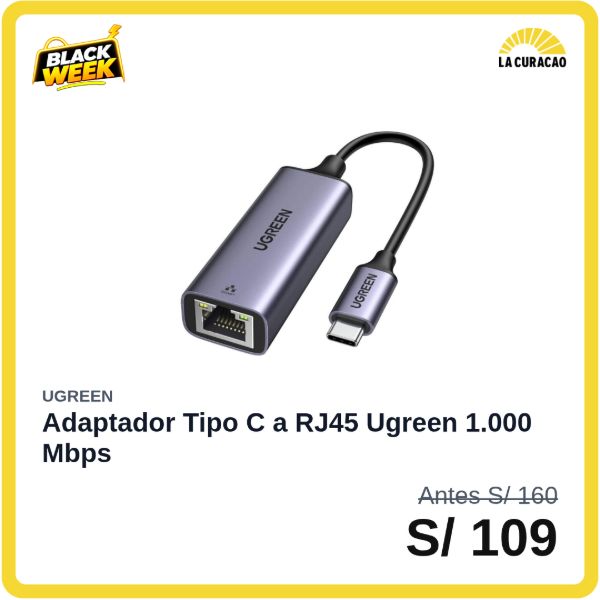 BLACK
WEEK
LA CURACAO
UGREEN
UGREEN
UGREEN
Adaptador Tipo C a RJ45 Ugreen 1.000
Mbps
Antes S/ 160
S/ 109